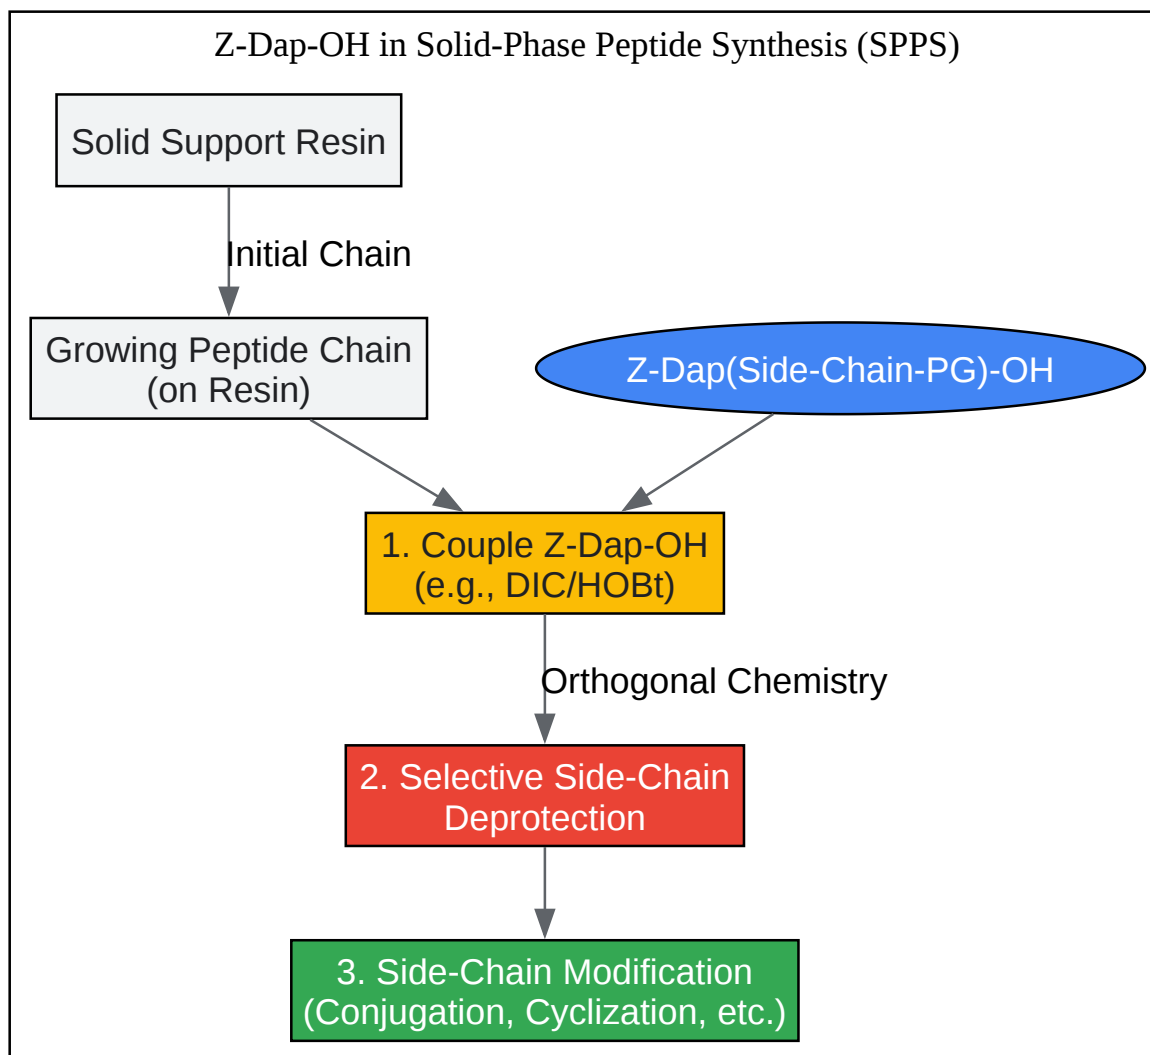 Z-Dap-OH in Solid-Phase Peptide Synthesis (SPPS)
Solid Support Resin
Initial Chain
Growing Peptide Chain
(on Resin)
Z-Dap(Side-Chain-PG)-OH
1. Couple Z-Dap-OH
(e.g., DIC/HOBt)
Orthogonal Chemistry
2. Selective Side-Chain
Deprotection
3. Side-Chain Modification
(Conjugation, Cyclization, etc.)